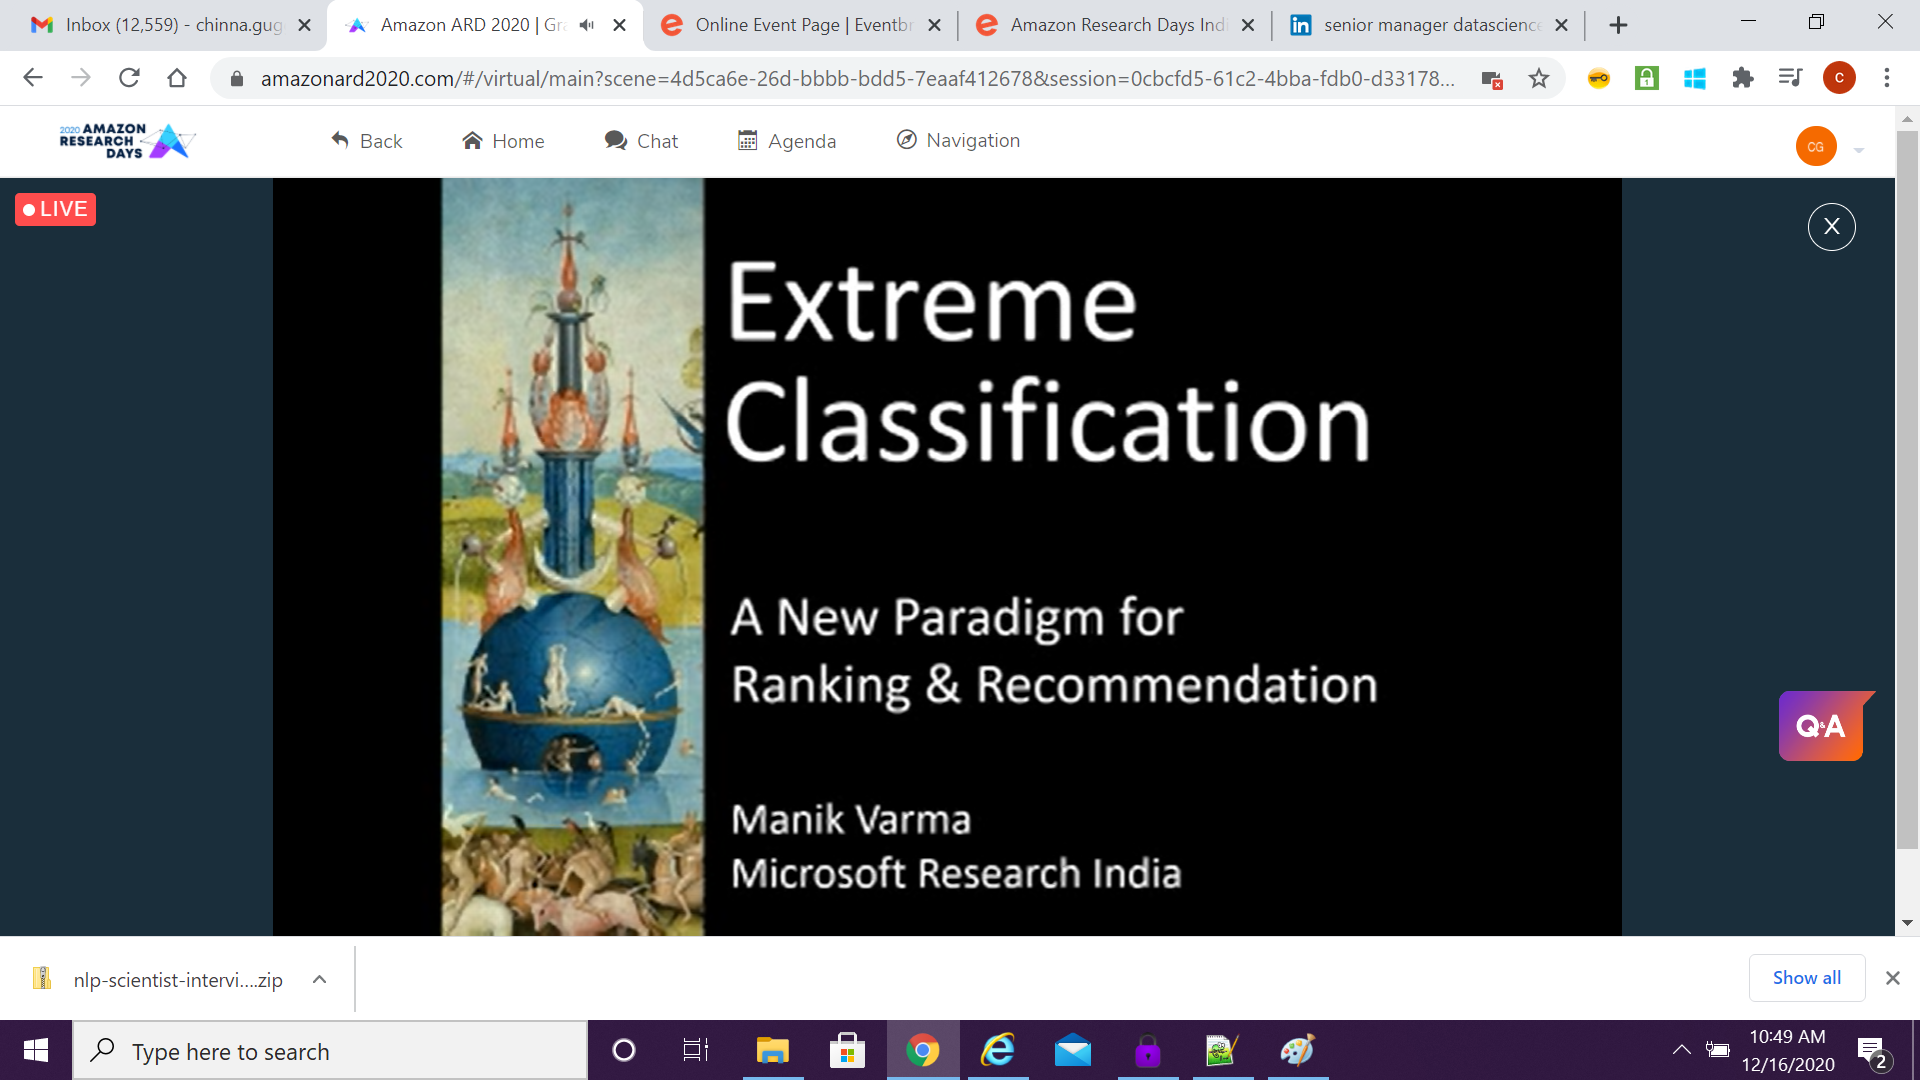 Inbox (12,559) - chinna.gug
Amazon ARD 2020 | Gra
Online Event Page | Eventbr
Amazon Research Days Indi
senior manager datascience
amazonard2020.com/#/virtual/main?scene=4d5ca6e-26d-bbbb-bdd5-7eaaf412678&session=0cbcfd5-61c2-4bba-fdb0-d33178...
C
2020 AMAZON
RESEARCH
DAYS
Back
Home
Chat
Agenda
Navigation
CG
LIVE
X
Extreme
Classification
A New Paradigm for
Ranking & Recommendation
Q&A
Manik Varma
Microsoft Research India
nlp-scientist-intervi....zip
Show all
Type here to search
10:49 AM
12/16/2020
2